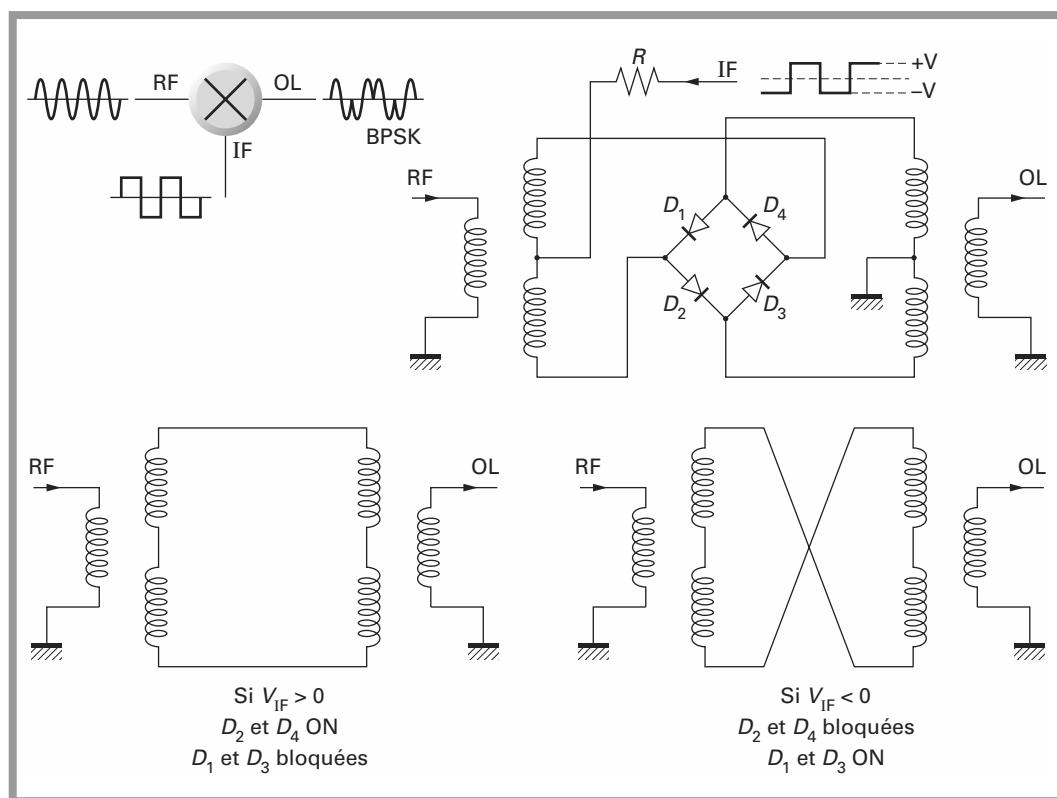 RF
OL
BPSK
IF
R
IF
+V
–V
RF
D1
D4
D2
D3
OL
RF
OL
Si VIF > 0
D2 et D4 ON
D1 et D3 bloquées
RF
OL
Si VIF < 0
D2 et D4 bloquées
D1 et D3 ON